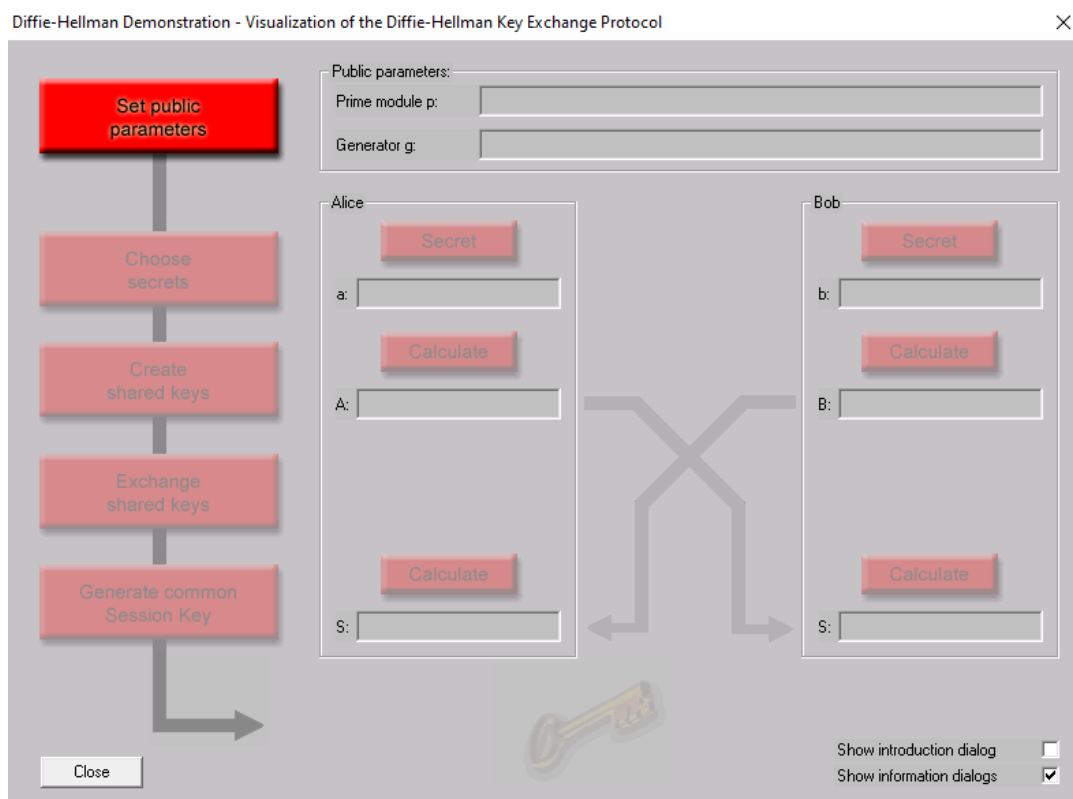 Diffie-Hellman Demonstration - Visualization of the Diffie-Hellman Key Exchange Protocol
Set public
parameters
Choose
secrets
Create
shared keys
Exchange
shared keys
Generate common
Session Key
Public parameters:
Prime module p:
Generator g:
Alice
Secret
a:
Calculate
A:
Calculate
S:
Bob
Secret
b:
Calculate
B:
Calculate
S:
Close
Show introduction dialog
Show information dialogs